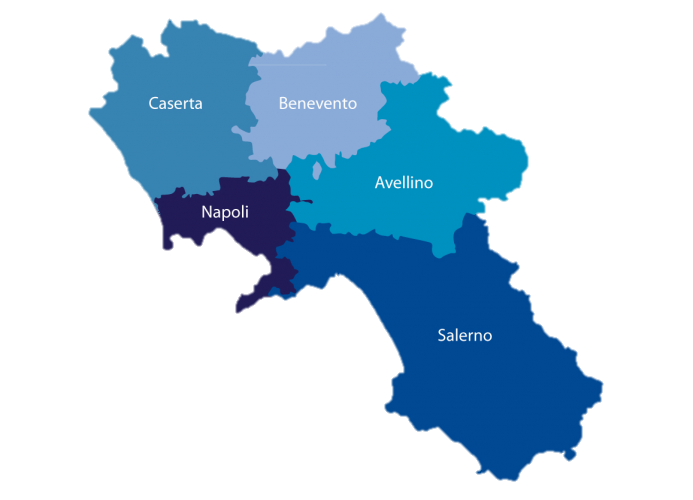 Caserta
Benevento
Avellino
Napoli
Salerno